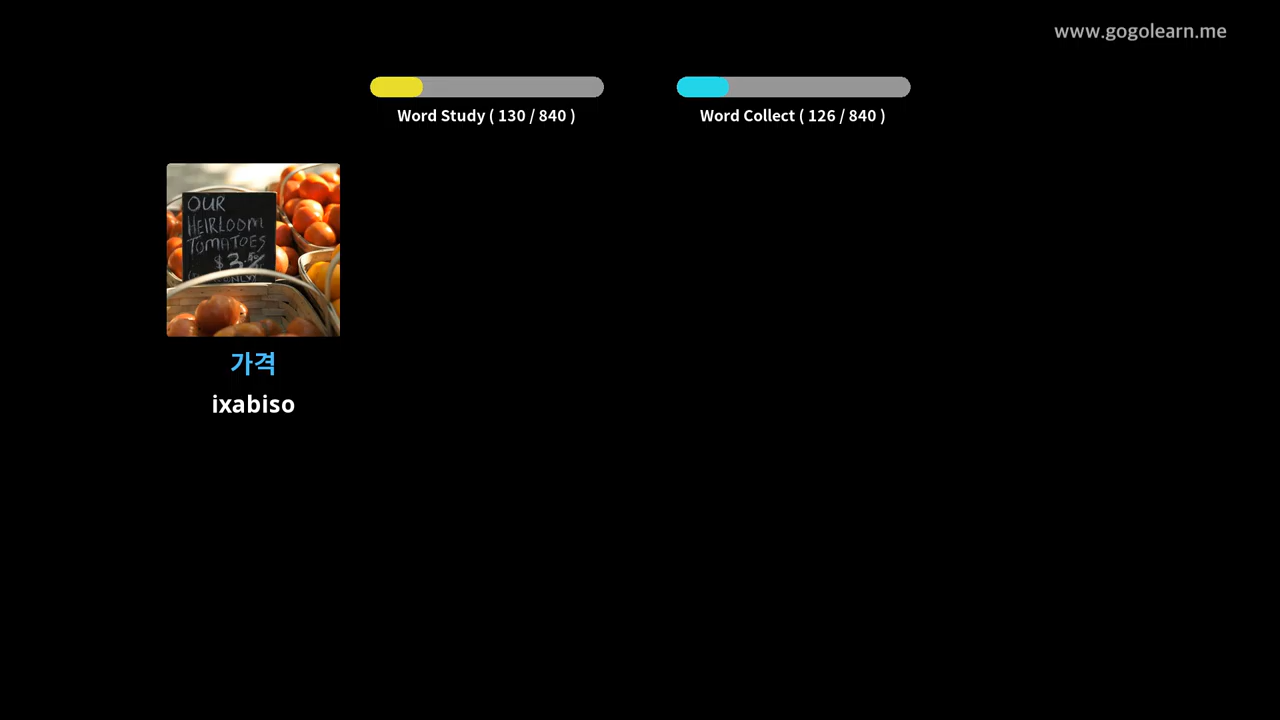 www.gogolearn.me
Word Study ( 130 / 840 )
Word Collect ( 126 / 840 )
OUR
HEIRLOOM
TOMATOES
가격
ixabiso